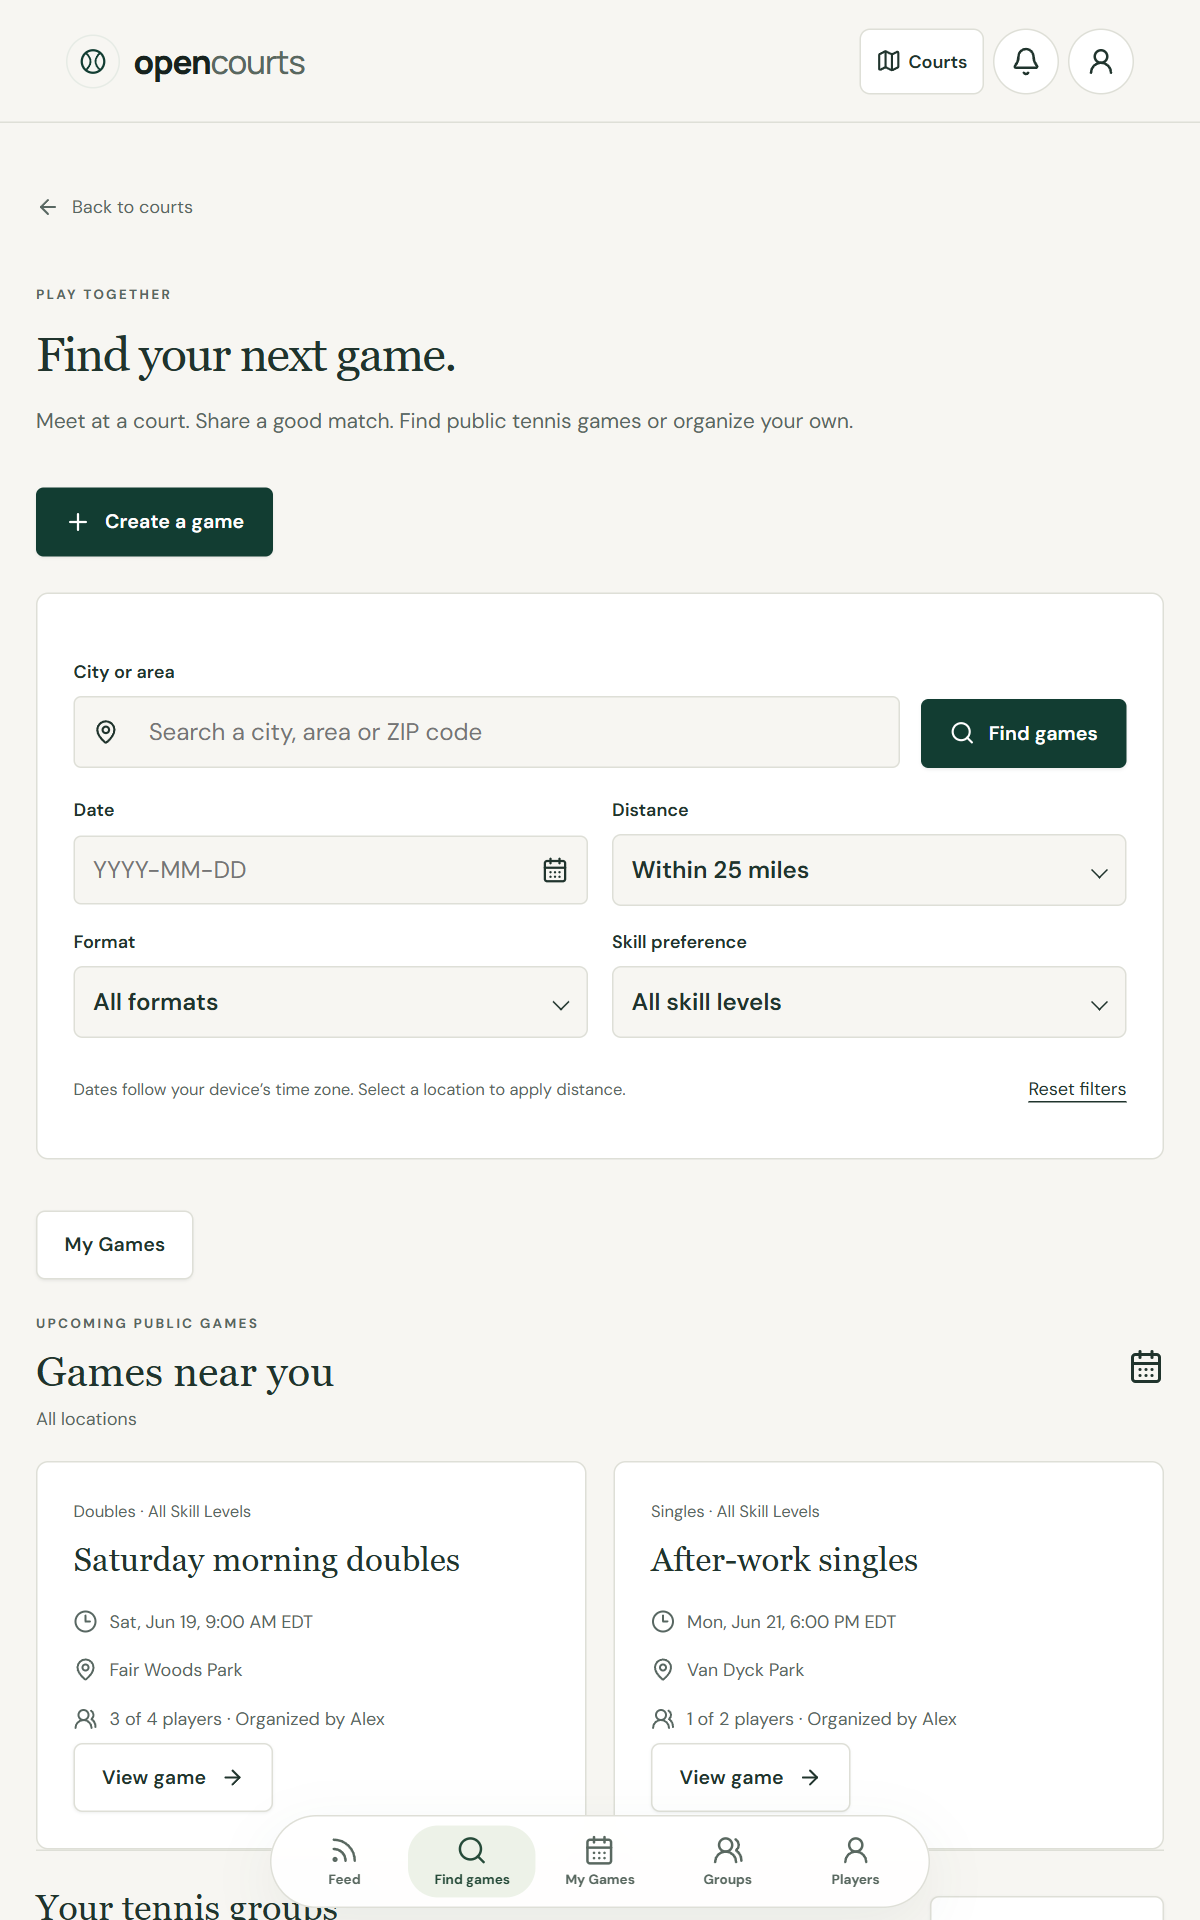 opencourts
Courts
Back to courts
PLAY TOGETHER
Find your next game.
Meet at a court. Share a good match. Find public tennis games or organize your own.
Create a game
City or area
Search a city, area or ZIP code
Find games
Date
Distance
YYYY-MM-DD
Within 25 miles
Format
Skill preference
All formats
All skill levels
Dates follow your device’s time zone. Select a location to apply distance.
Reset filters
My Games
UPCOMING PUBLIC GAMES
Games near you
All locations
Doubles · All Skill Levels
Saturday morning doubles
Sat, Jun 19, 9:00 AM EDT
Fair Woods Park
3 of 4 players · Organized by Alex
View game
Singles · All Skill Levels
After-work singles
Mon, Jun 21, 6:00 PM EDT
Van Dyck Park
1 of 2 players · Organized by Alex
View game
Your tennis groups
Feed
Find games
My Games
Groups
Players